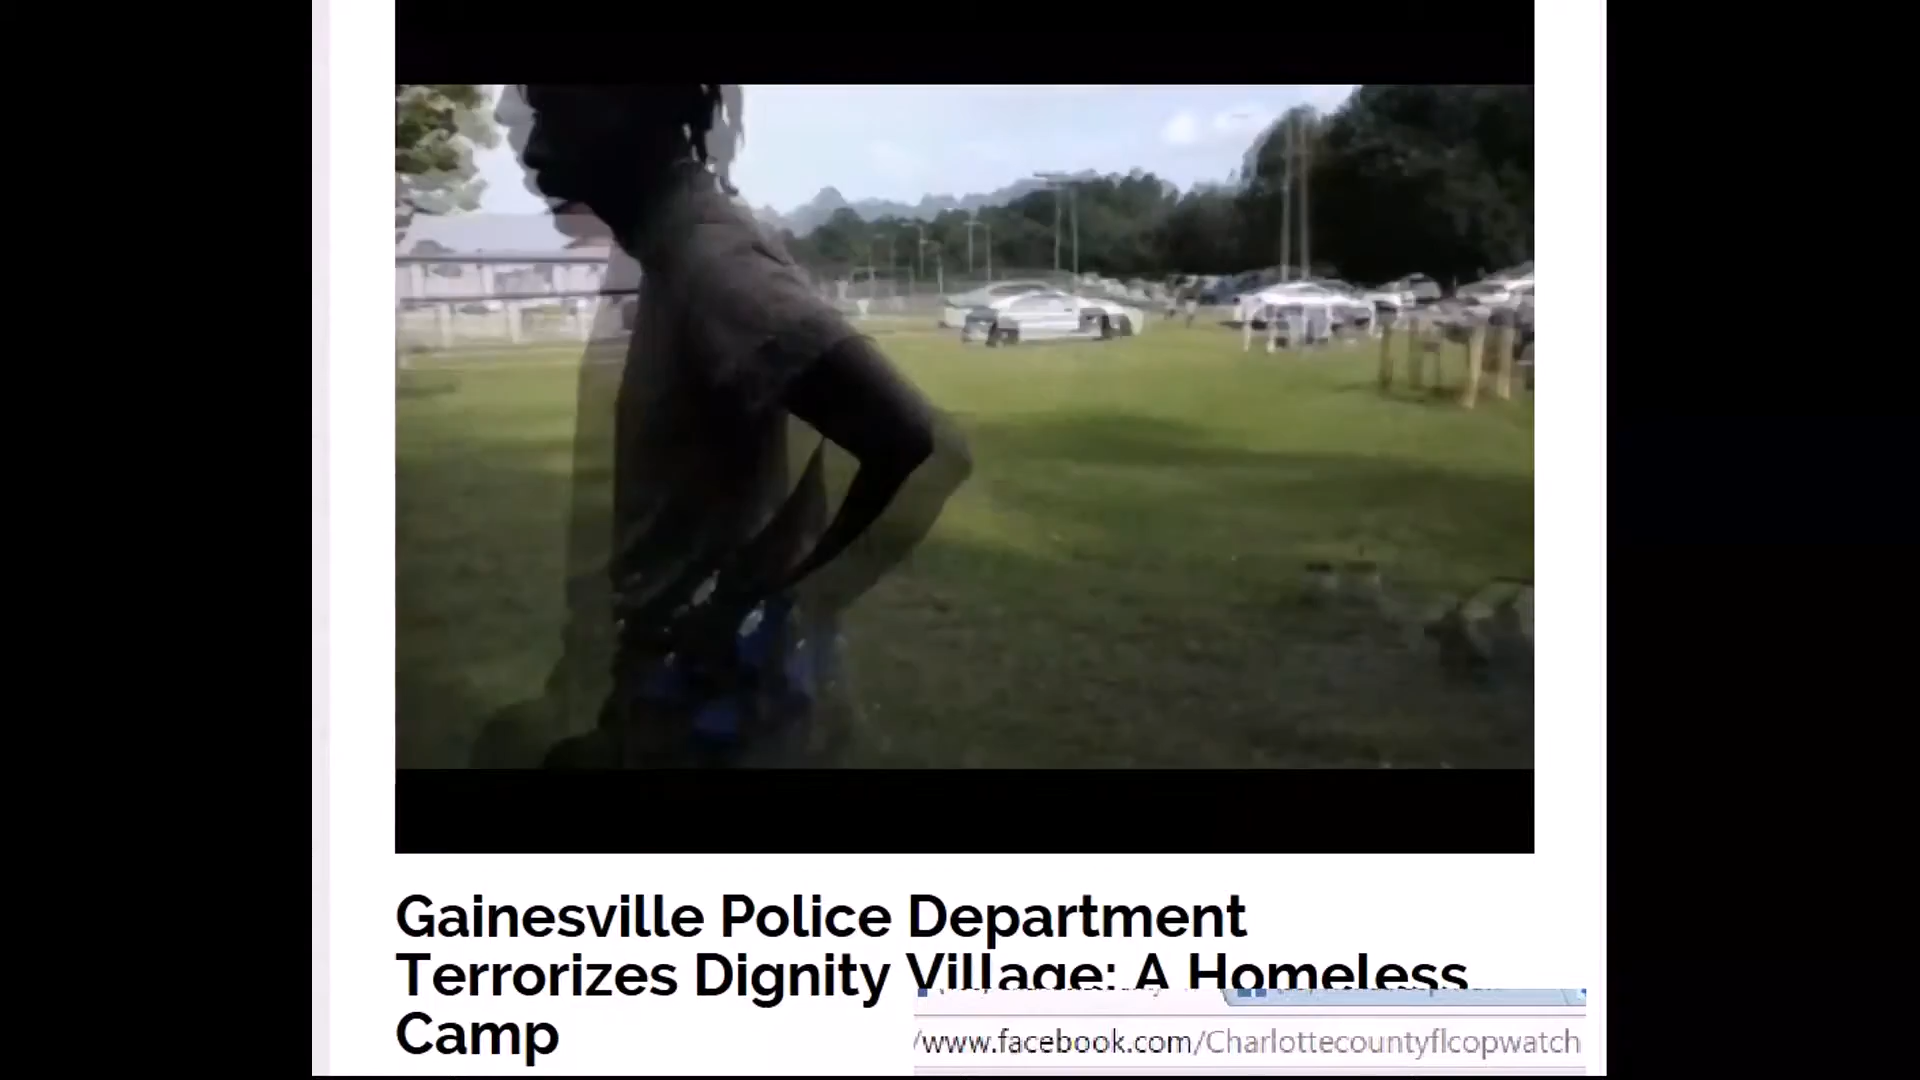 Gainesville Police Department
Terrorizes Dignity Village: A Homeless
Camp
/www.facebook.com/Charlottecountyflcopwatch